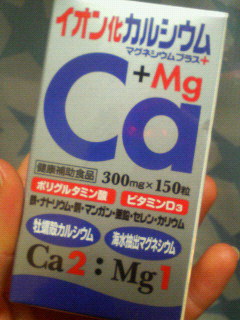 イオン化カルシウム
マグネシウムプラス+
Ca
+Mg
健康補助食品 300mg×150粒
ポリグルタミン酸 ビタミンD3
鉄・ナトリウム・銅・マンガン・亜鉛・セレン・カリウム
牡蠣殻カルシウム 海水抽出マグネシウム
Ca2:Mg1